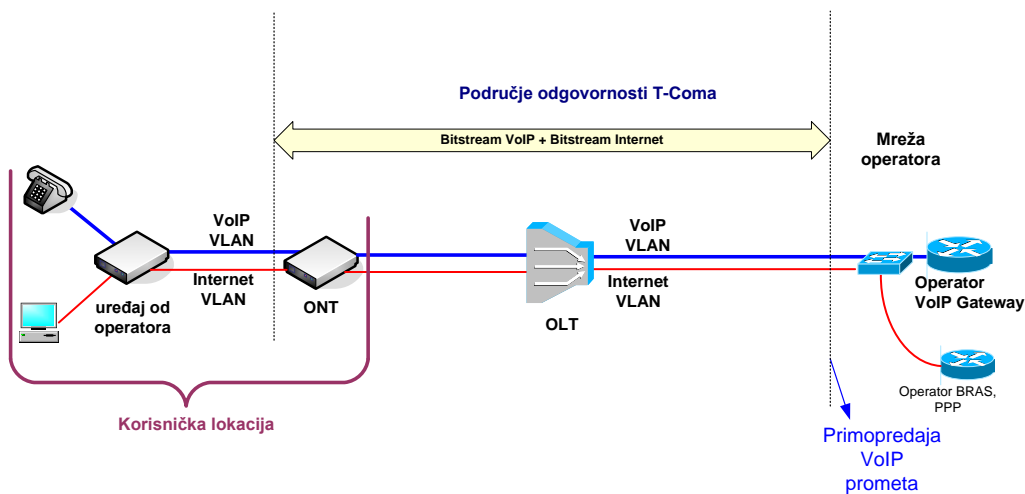 Područje odgovornosti T-Coma
Bitstream VoIP + Bitstream Internet
Mreža
operatora
VoIP
VLAN
Internet
VLAN
uređaj od
operatora
ONT
OLT
VoIP
VLAN
Internet
VLAN
Operator
VoIP Gateway
Operator BRAS,
PPP
Korisnička lokacija
Primopredaja
VoIP
prometa